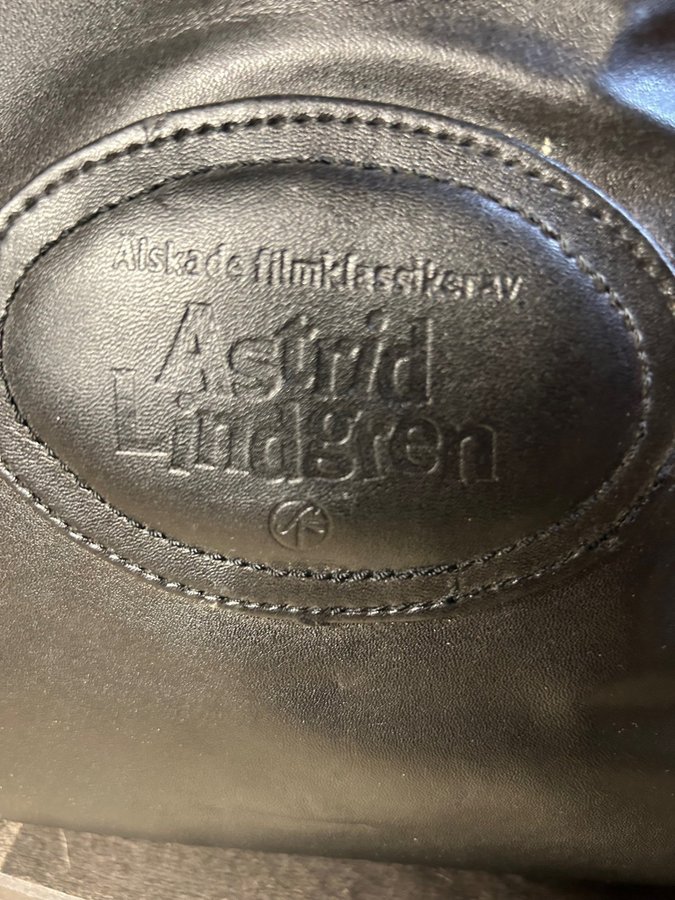 Älskade filmklassiker av
Astrid
Lindgren